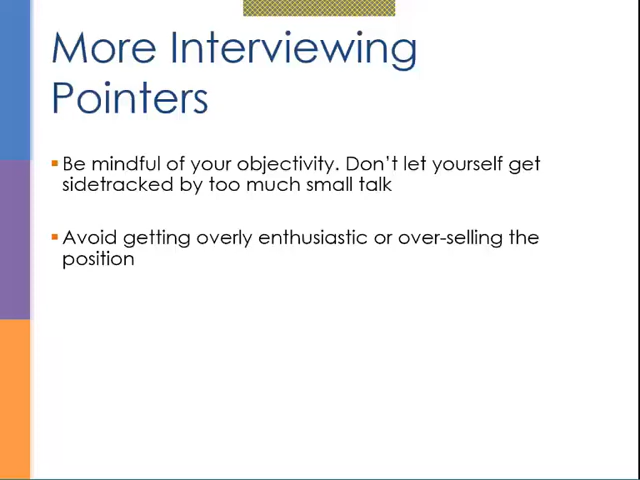 More Interviewing
Pointers
▪Be mindful of your objectivity. Don't let yourself get
sidetracked by too much small talk
▪Avoid getting overly enthusiastic or over-selling the
position